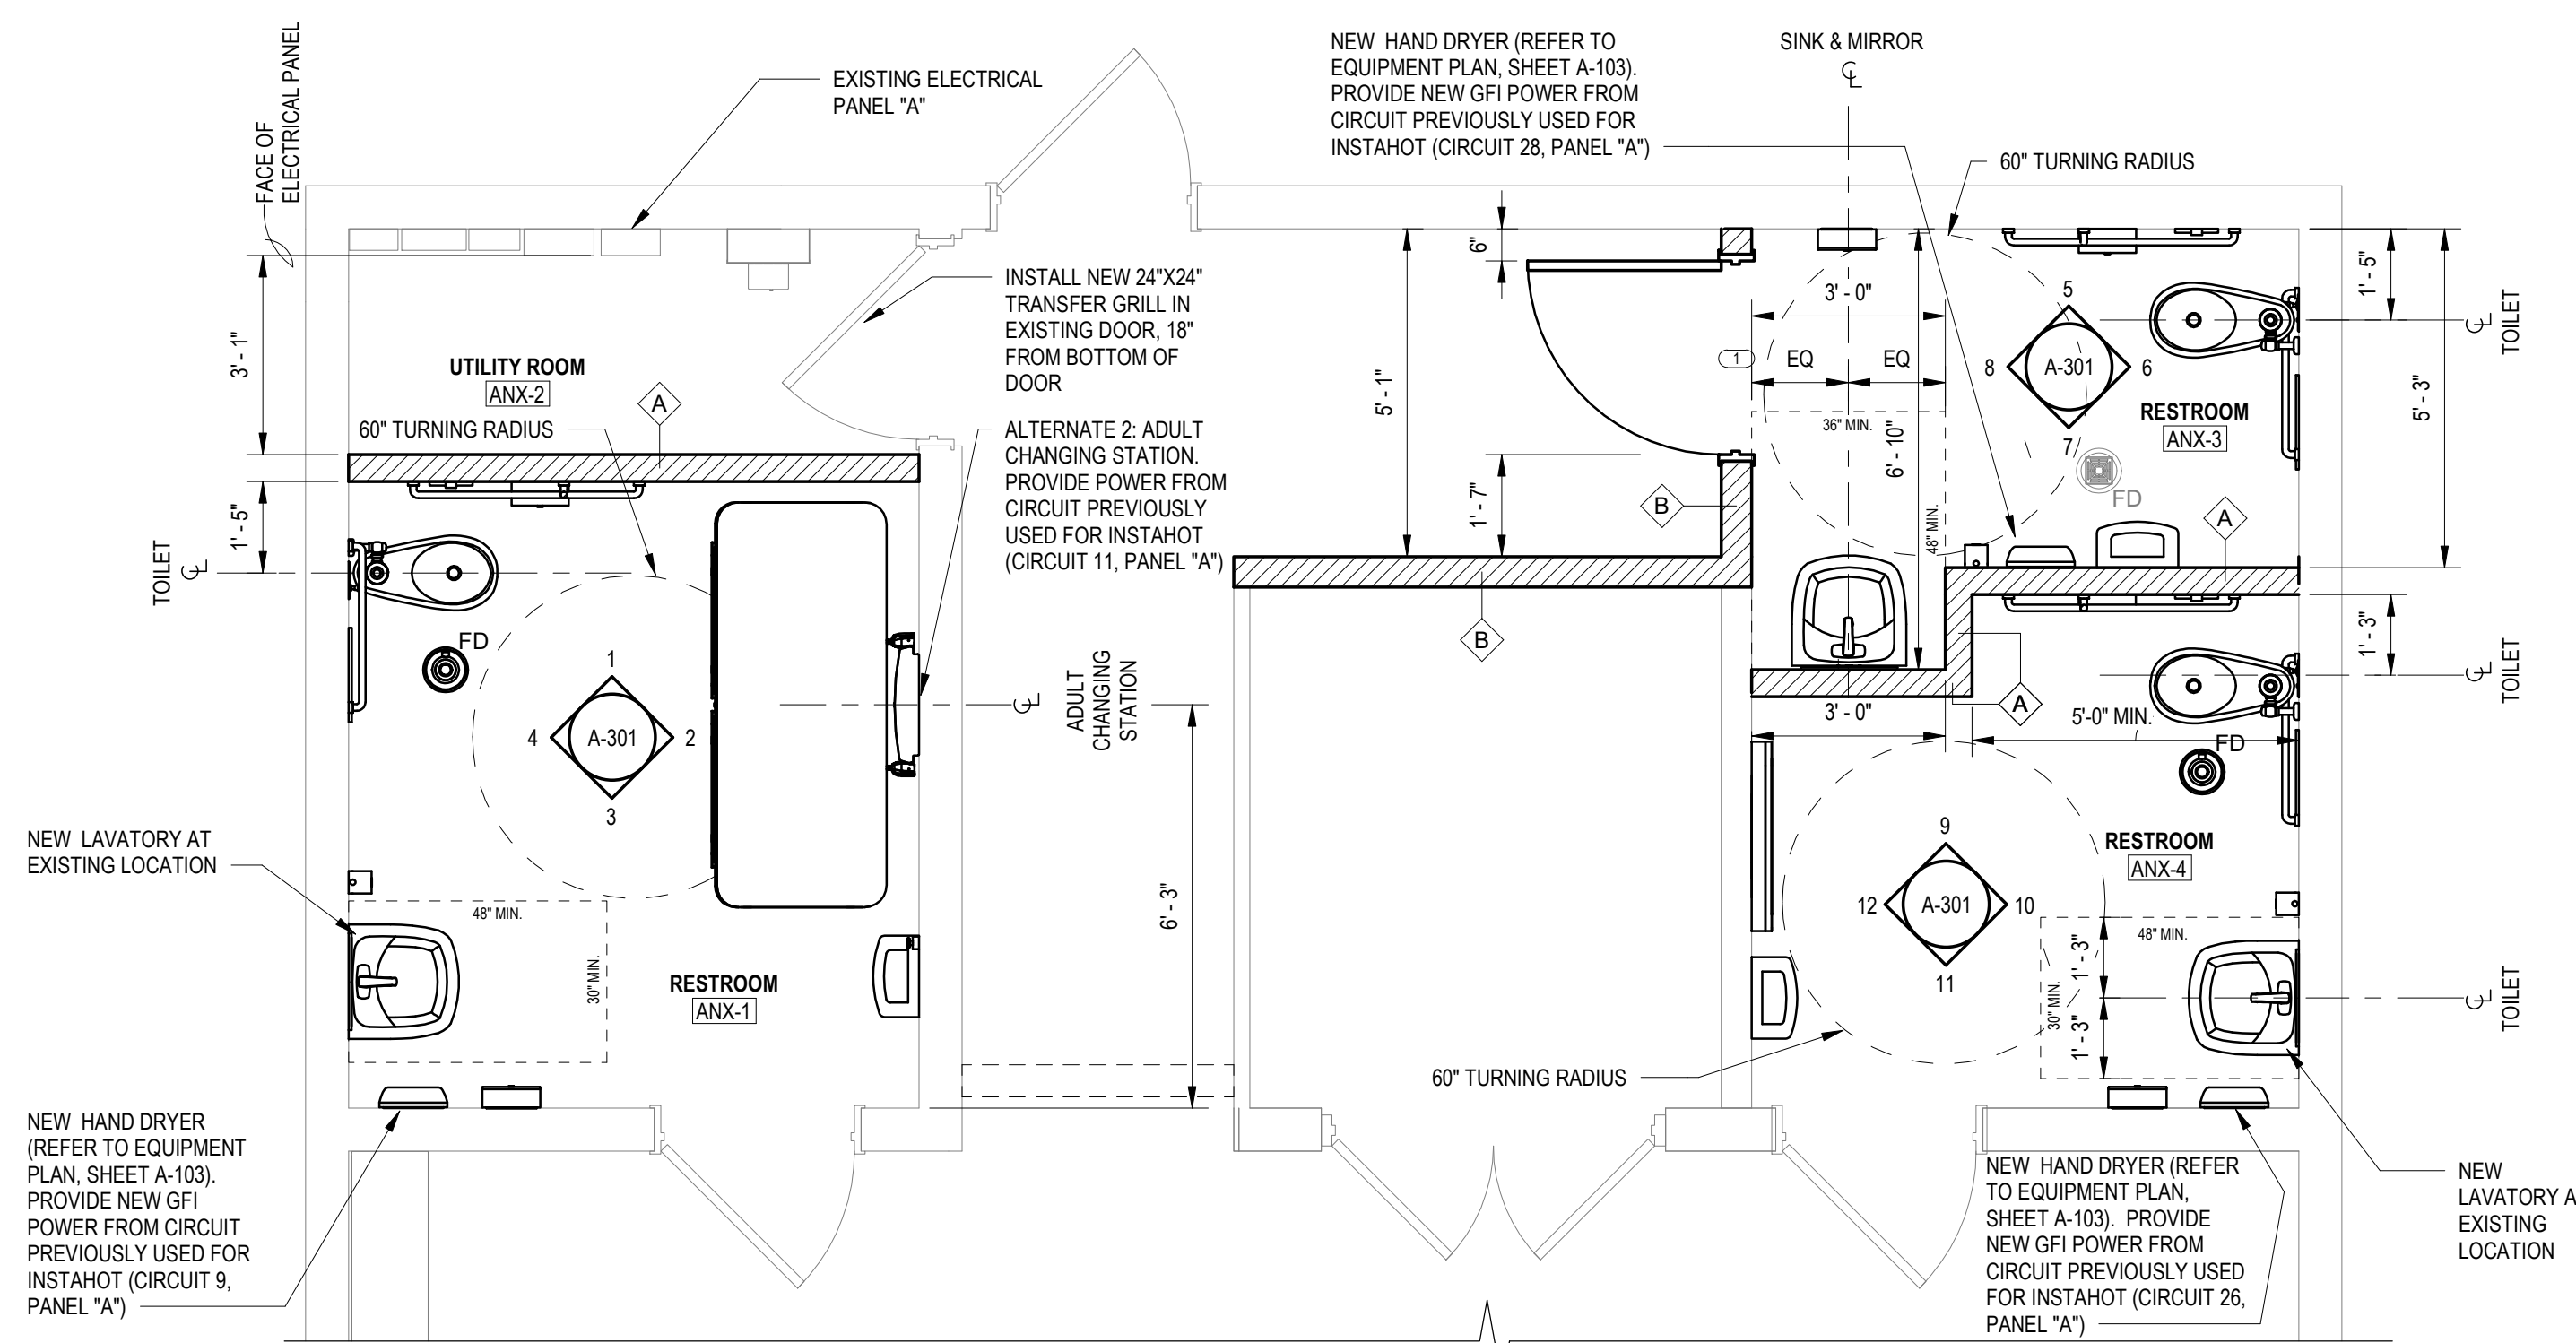 FACE OF
ELECTRICAL PANEL
EXISTING ELECTRICAL
PANEL "A"
NEW HAND DRYER (REFER TO
EQUIPMENT PLAN, SHEET A-103).
PROVIDE NEW GFI POWER FROM
CIRCUIT PREVIOUSLY USED FOR
INSTAHOT (CIRCUIT 28, PANEL "A")
SINK & MIRROR
CL
60" TURNING RADIUS
INSTALL NEW 24"X24"
TRANSFER GRILL IN
EXISTING DOOR, 18"
FROM BOTTOM OF
DOOR
3' - 1"
UTILITY ROOM
ANX-2
A
60" TURNING RADIUS
ALTERNATE 2: ADULT
CHANGING STATION.
PROVIDE POWER FROM
CIRCUIT PREVIOUSLY
USED FOR INSTAHOT
(CIRCUIT 11, PANEL "A")
6"
5' - 1"
1' - 7"
3' - 0"
1
EQ
EQ
36" MIN.
6' - 10"
48" MIN.
5
8
A-301
6
7
RESTROOM
ANX-3
FD
1' - 5"
CL
TOILET
5' - 3"
B
A
B
A
1' - 5"
TOILET
CL
FD
1
4
A-301
2
3
CL
ADULT
CHANGING
STATION
6' - 3"
1' - 3"
CL
TOILET
3' - 0"
5'-0" MIN.
FD
RESTROOM
ANX-4
9
12
A-301
10
11
48" MIN.
30" MIN.
1' - 3"
1' - 3"
CL
TOILET
NEW LAVATORY AT
EXISTING LOCATION
48" MIN.
30" MIN.
RESTROOM
ANX-1
60" TURNING RADIUS
NEW HAND DRYER
(REFER TO EQUIPMENT
PLAN, SHEET A-103).
PROVIDE NEW GFI
POWER FROM CIRCUIT
PREVIOUSLY USED FOR
INSTAHOT (CIRCUIT 9,
PANEL "A")
NEW HAND DRYER (REFER
TO EQUIPMENT PLAN,
SHEET A-103). PROVIDE
NEW GFI POWER FROM
CIRCUIT PREVIOUSLY USED
FOR INSTAHOT (CIRCUIT 26,
PANEL "A")
NEW
LAVATORY A
EXISTING
LOCATION